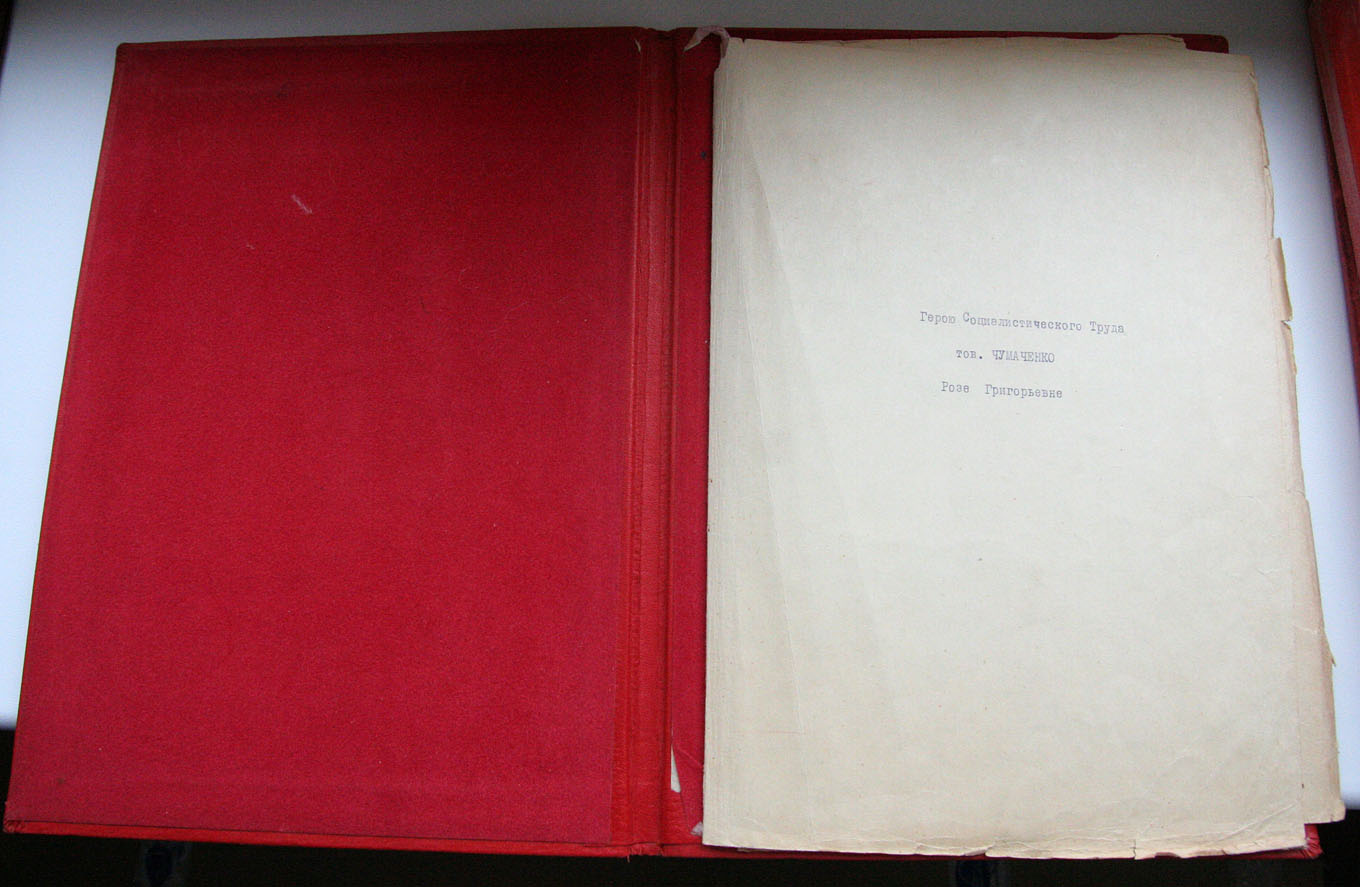 Герою Социалистического Труда
тов. ЧУМАЧЕНКО
Розе Григорьевне